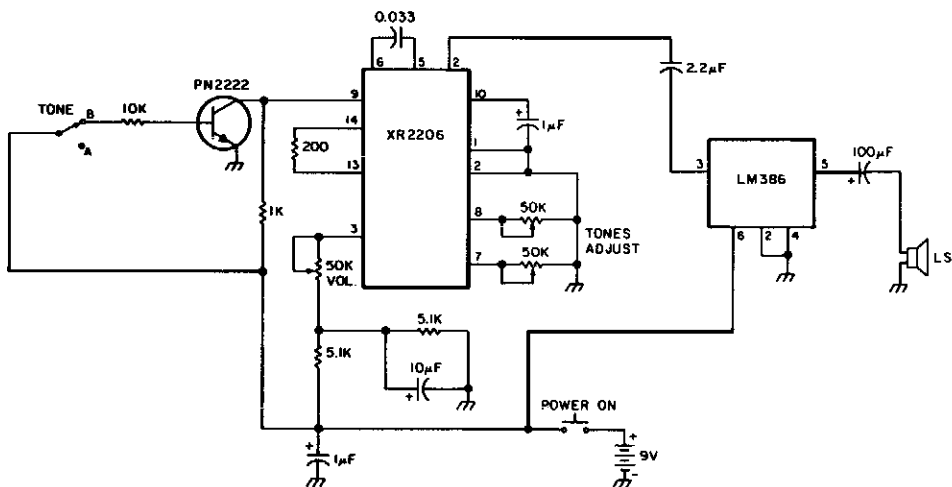 0.033
6
5
2
2.2µF
PN2222
TONE
B
10K
A
9
10
XR2206
+
1µF
14
200
13
1
2
3
LM386
5
100µF
+
6
2
4
LS
1K
3
50K
VOL.
8
50K
TONES
ADJUST
7
50K
5.1K
5.1K
10µF
+
POWER ON
+
1µF
+
9V
-